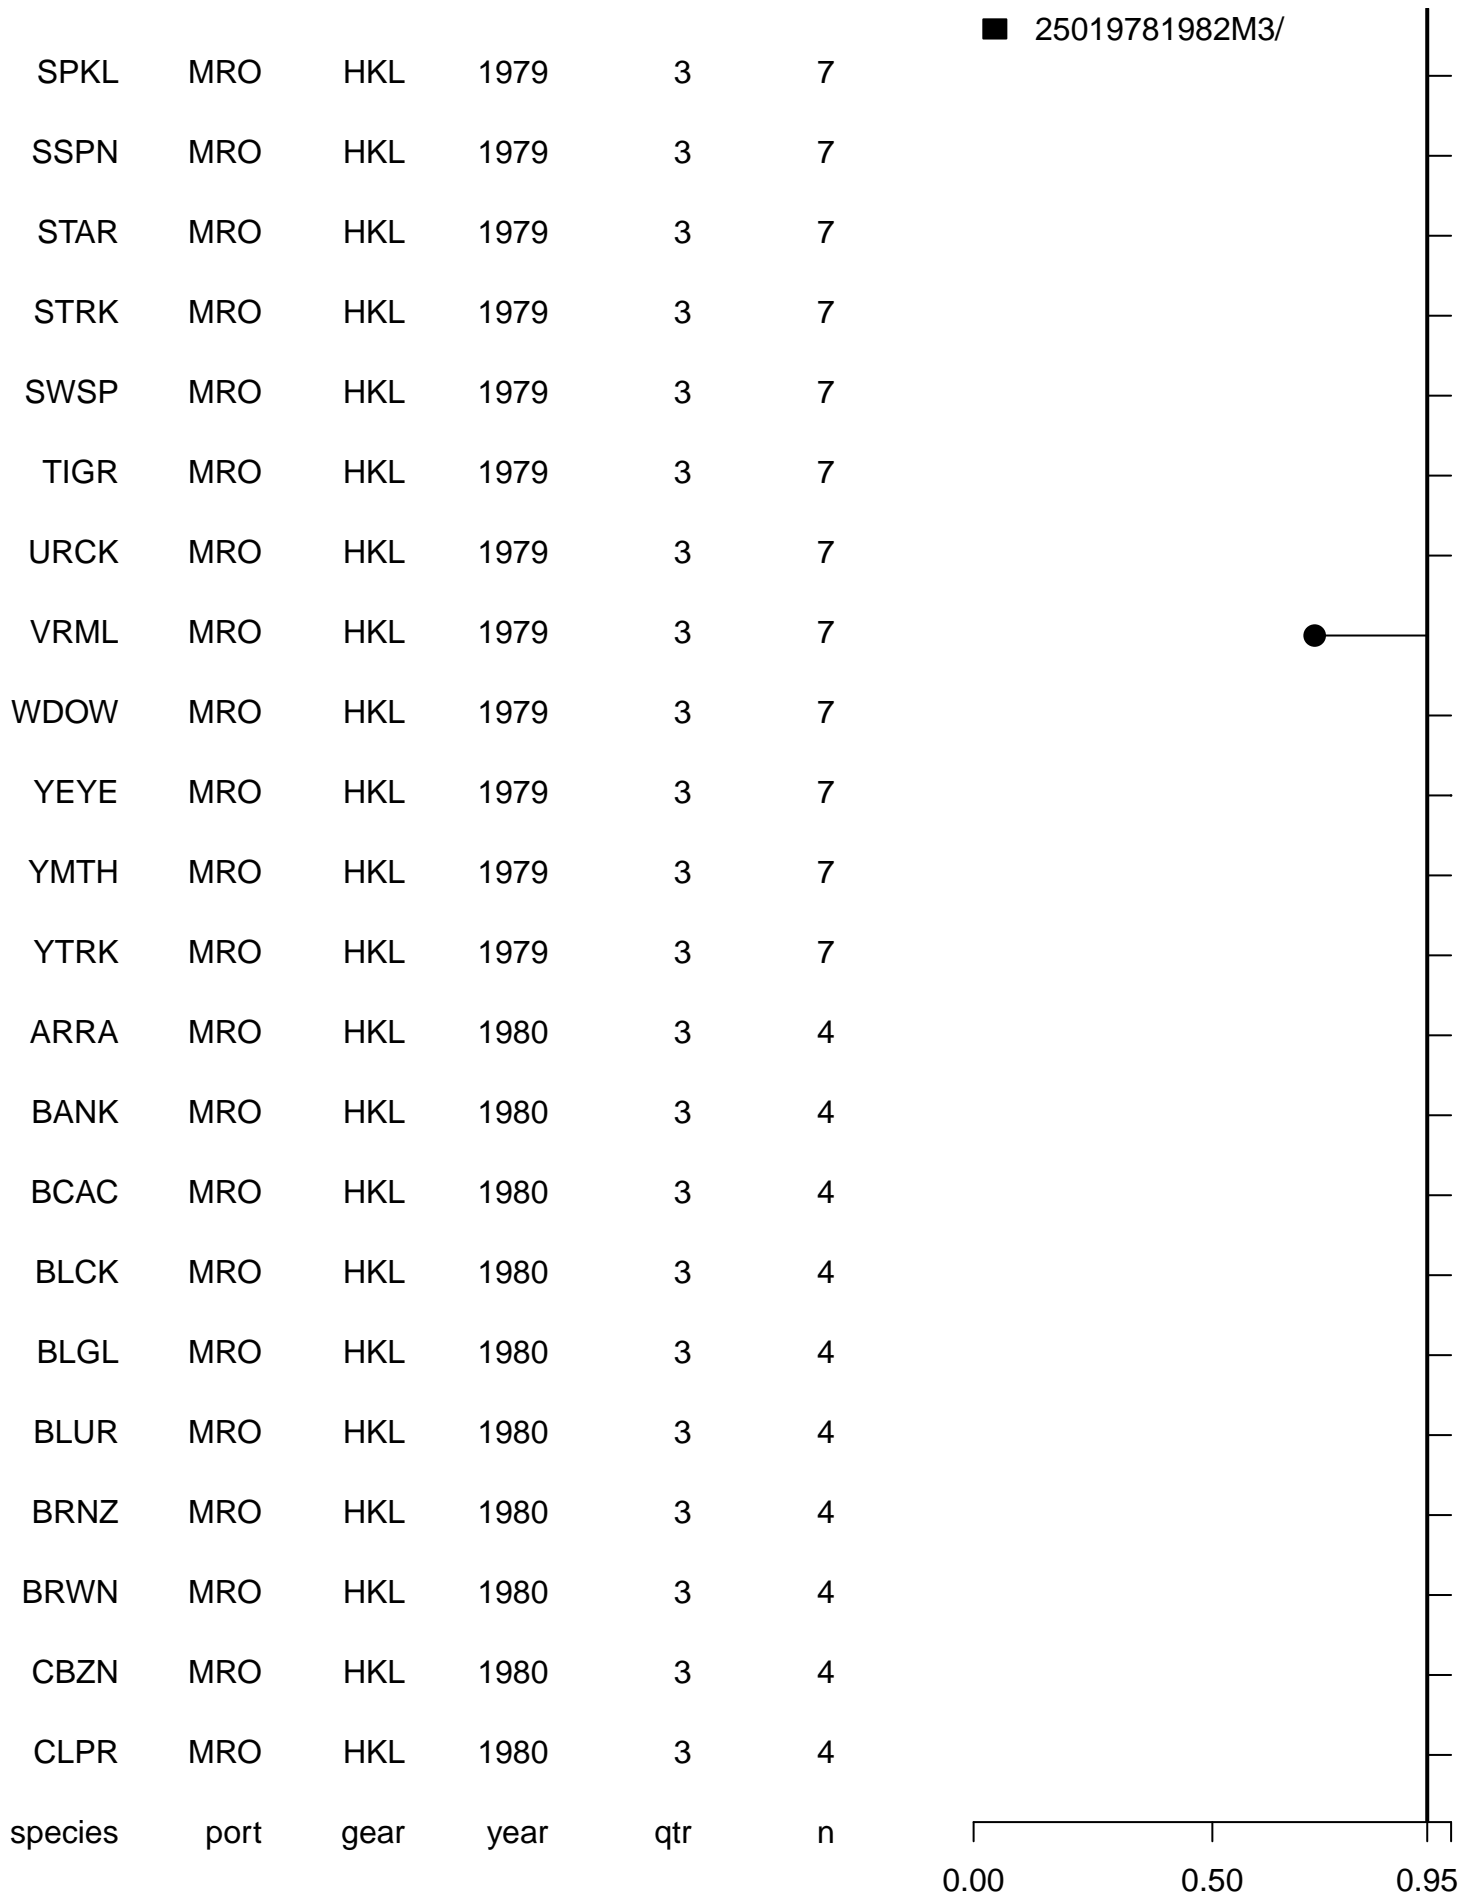 25019781982M3/
SPKL MRO HKL 1979 3 7
SSPN MRO HKL 1979 3 7
STAR MRO HKL 1979 3 7
STRK MRO HKL 1979 3 7
SWSP MRO HKL 1979 3 7
TIGR MRO HKL 1979 3 7
URCK MRO HKL 1979 3 7
VRML MRO HKL 1979 3 7
WDOW MRO HKL 1979 3 7
YEYE MRO HKL 1979 3 7
YMTH MRO HKL 1979 3 7
YTRK MRO HKL 1979 3 7
ARRA MRO HKL 1980 3 4
BANK MRO HKL 1980 3 4
BCAC MRO HKL 1980 3 4
BLCK MRO HKL 1980 3 4
BLGL MRO HKL 1980 3 4
BLUR MRO HKL 1980 3 4
BRNZ MRO HKL 1980 3 4
BRWN MRO HKL 1980 3 4
CBZN MRO HKL 1980 3 4
CLPR MRO HKL 1980 3 4
species port gear year qtr n
0.00 0.50 0.95